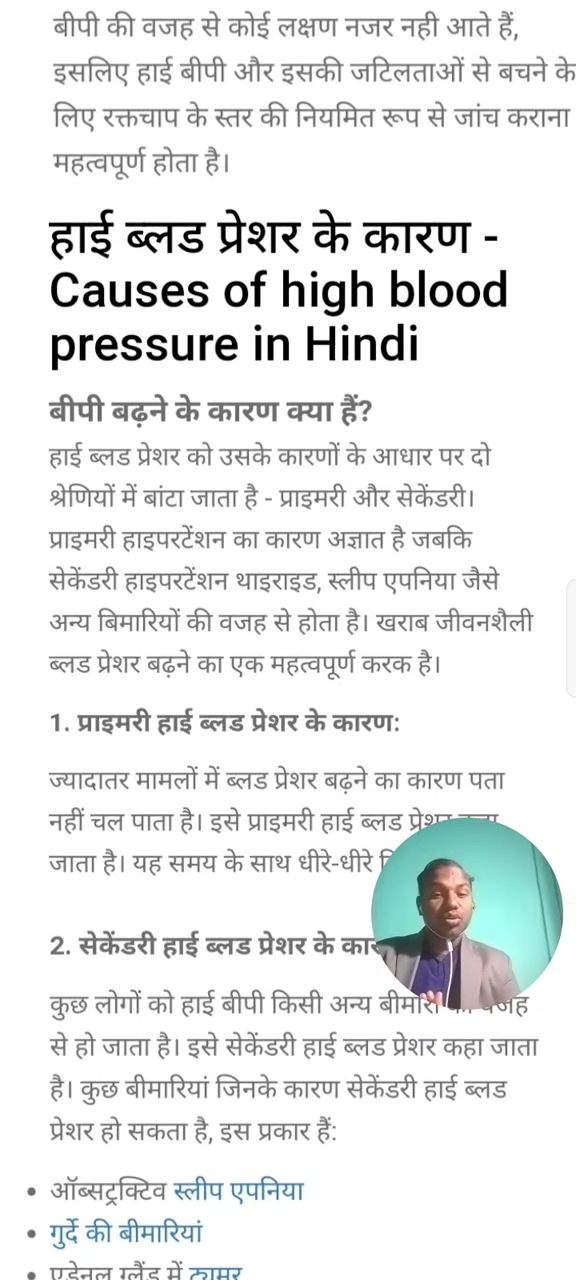 बीपी की वजह से कोई लक्षण नजर नही आते हैं,
इसलिए हाई बीपी और इसकी जटिलताओं से बचने के
लिए रक्तचाप के स्तर की नियमित रूप से जांच कराना
महत्वपूर्ण होता है।
हाई ब्लड प्रेशर के कारण -
Causes of high blood
pressure in Hindi
बीपी बढ़ने के कारण क्या हैं?
हाई ब्लड प्रेशर को उसके कारणों के आधार पर दो
श्रेणियों में बांटा जाता है - प्राइमरी और सेकेंडरी।
प्राइमरी हाइपरटेंशन का कारण अज्ञात है जबकि
सेकेंडरी हाइपरटेंशन थाइराइड, स्लीप एपनिया जैसे
अन्य बिमारियों की वजह से होता है। खराब जीवनशैली
ब्लड प्रेशर बढ़ने का एक महत्वपूर्ण करक है।
1. प्राइमरी हाई ब्लड प्रेशर के कारण:
ज्यादातर मामलों में ब्लड प्रेशर बढ़ने का कारण पता
नहीं चल पाता है। इसे प्राइमरी हाई ब्लड प्रेशर
जाता है। यह समय के साथ धीरे-धीरे
2. सेकेंडरी हाई ब्लड प्रेशर के
कुछ लोगों को हाई बीपी किसी अन्य बीमारी
से हो जाता है। इसे सेकेंडरी हाई ब्लड प्रेशर कहा जाता
है। कुछ बीमारियां जिनके कारण सेकेंडरी हाई ब्लड
प्रेशर हो सकता है, इस प्रकार हैं:
• ऑब्सट्रक्टिव स्लीप एपनिया
• गुर्दे की बीमारियां
• एड्रेनल ग्लैंड में ट्यूमर